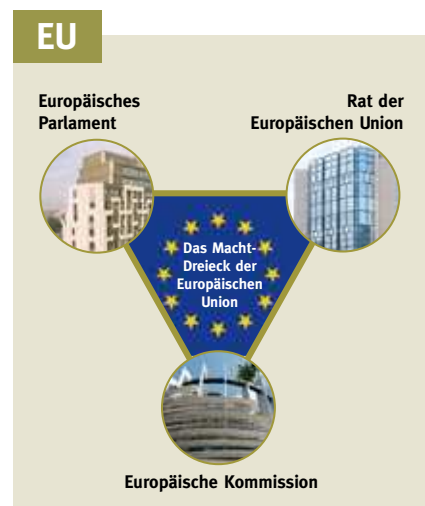 EU
Europäisches
Parlament
Rat der
Europäischen Union
Das Macht-
Dreieck der
Europäischen
Union
Europäische Kommission